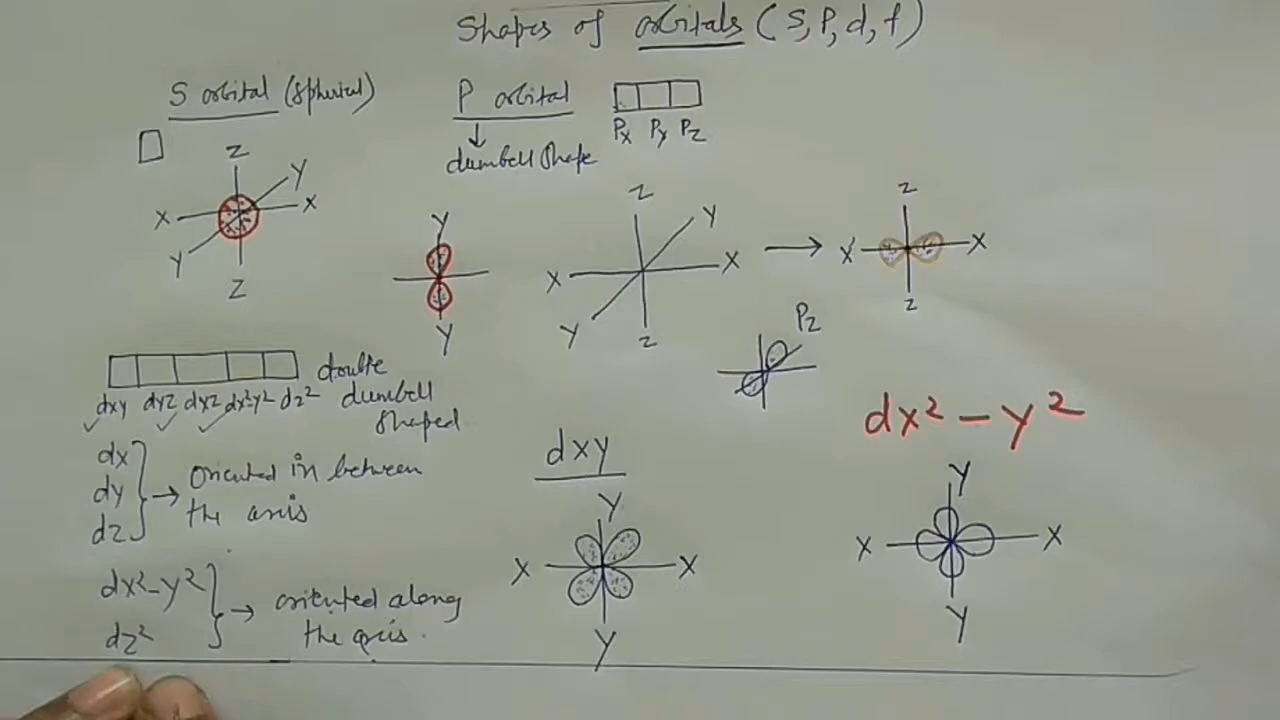 Shapes of orbitals (S, P, d, f)
S orbital (spherical)
Z
Y
X
X
Y
Z
P orbital
Px Py Pz
dumbell shape
Y
Y
Z
Y
X
X
Y
Z
Z
X
X
Z
Pz
double
dumbell
shaped
dxy dyz dxz dx²-y² dz²
dx
dy
dz
oriented in between
the axis
dx²-y²
dz²
oriented along
the axis.
dxy
Y
X
X
Y
dx² - y²
Y
X
X
Y